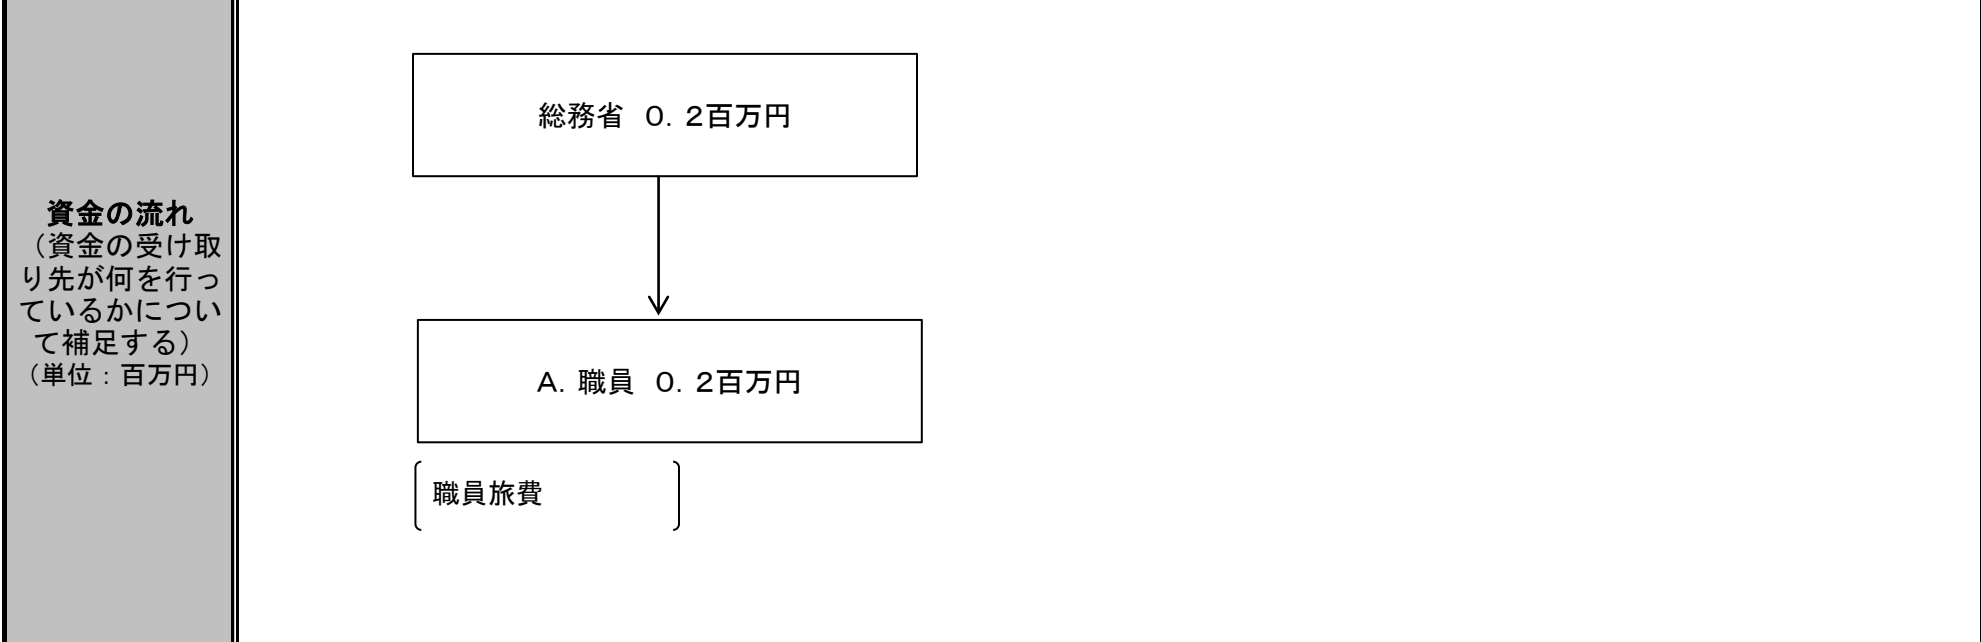 資金の流れ
（資金の受け取
り先が何を行っ
ているかについ
て補足する）
（単位：百万円）
総務省　０．２百万円
Ａ．職員　０．２百万円
職員旅費